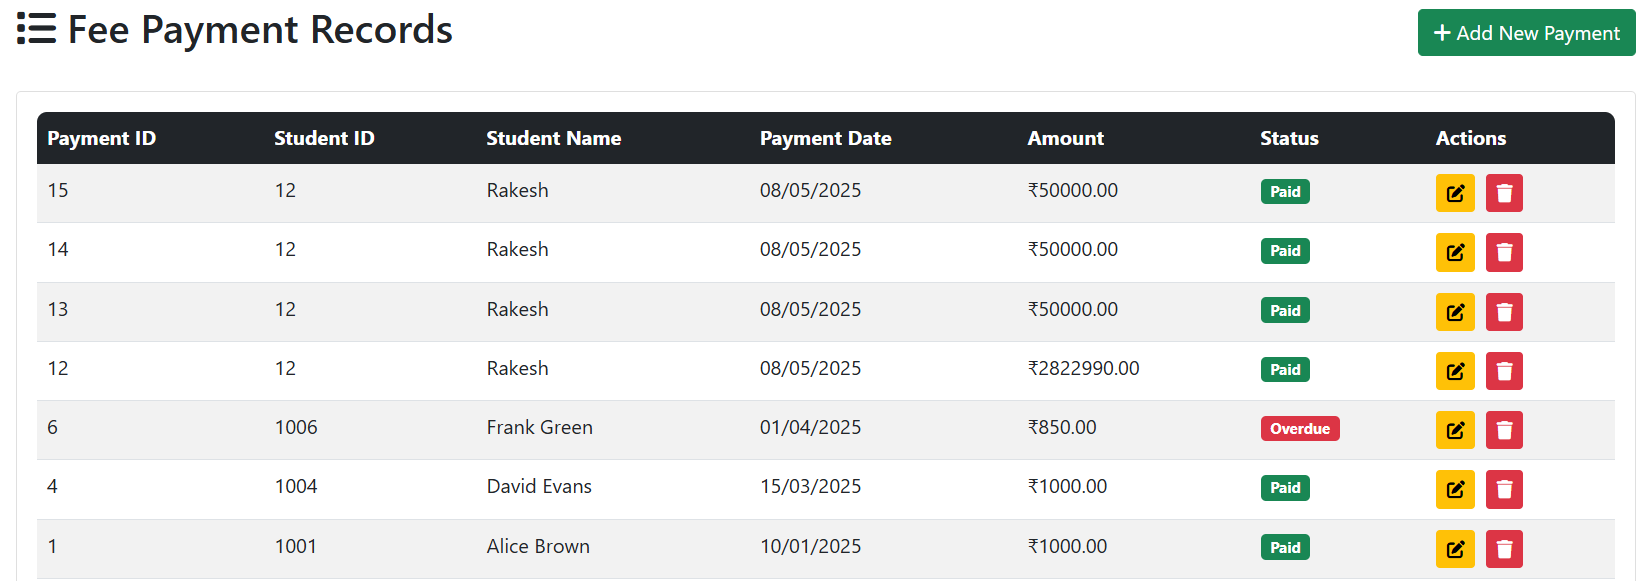 Fee Payment Records
+ Add New Payment
Payment ID Student ID Student Name Payment Date Amount Status Actions
15 12 Rakesh 08/05/2025 ₹50000.00 Paid
14 12 Rakesh 08/05/2025 ₹50000.00 Paid
13 12 Rakesh 08/05/2025 ₹50000.00 Paid
12 12 Rakesh 08/05/2025 ₹2822990.00 Paid
6 1006 Frank Green 01/04/2025 ₹850.00 Overdue
4 1004 David Evans 15/03/2025 ₹1000.00 Paid
1 1001 Alice Brown 10/01/2025 ₹1000.00 Paid